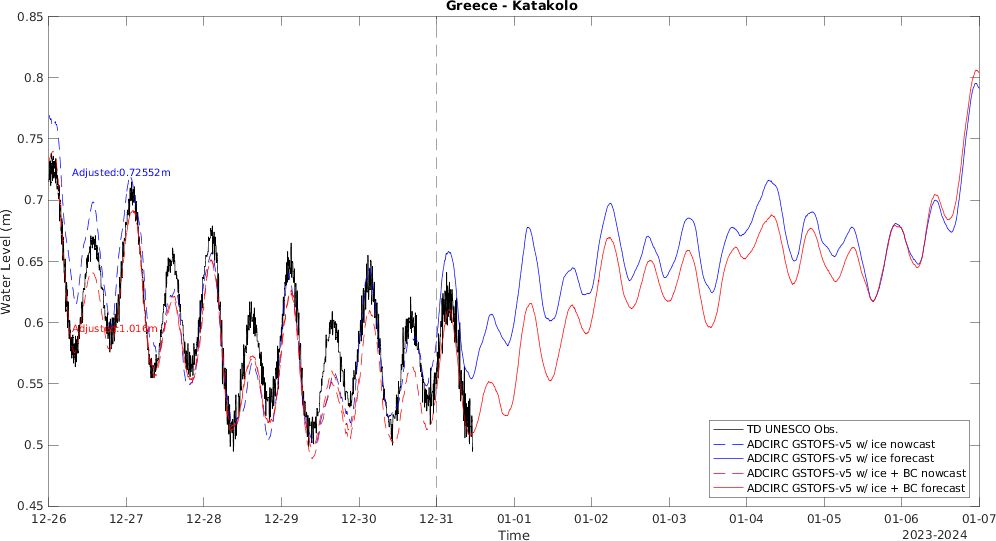 Greece - Katakolo
Water Level (m)
0.85
0.8
0.75
0.7
0.65
0.6
0.55
0.5
0.45
Adjusted:0.72552m
Adjusted:1.016m
TD UNESCO Obs.
ADCIRC GSTOFS-v5 w/ ice nowcast
ADCIRC GSTOFS-v5 w/ ice forecast
ADCIRC GSTOFS-v5 w/ ice + BC nowcast
ADCIRC GSTOFS-v5 w/ ice + BC forecast
12-26 12-27 12-28 12-29 12-30 12-31 01-01 01-02 01-03 01-04 01-05 01-06 01-07
Time
2023-2024